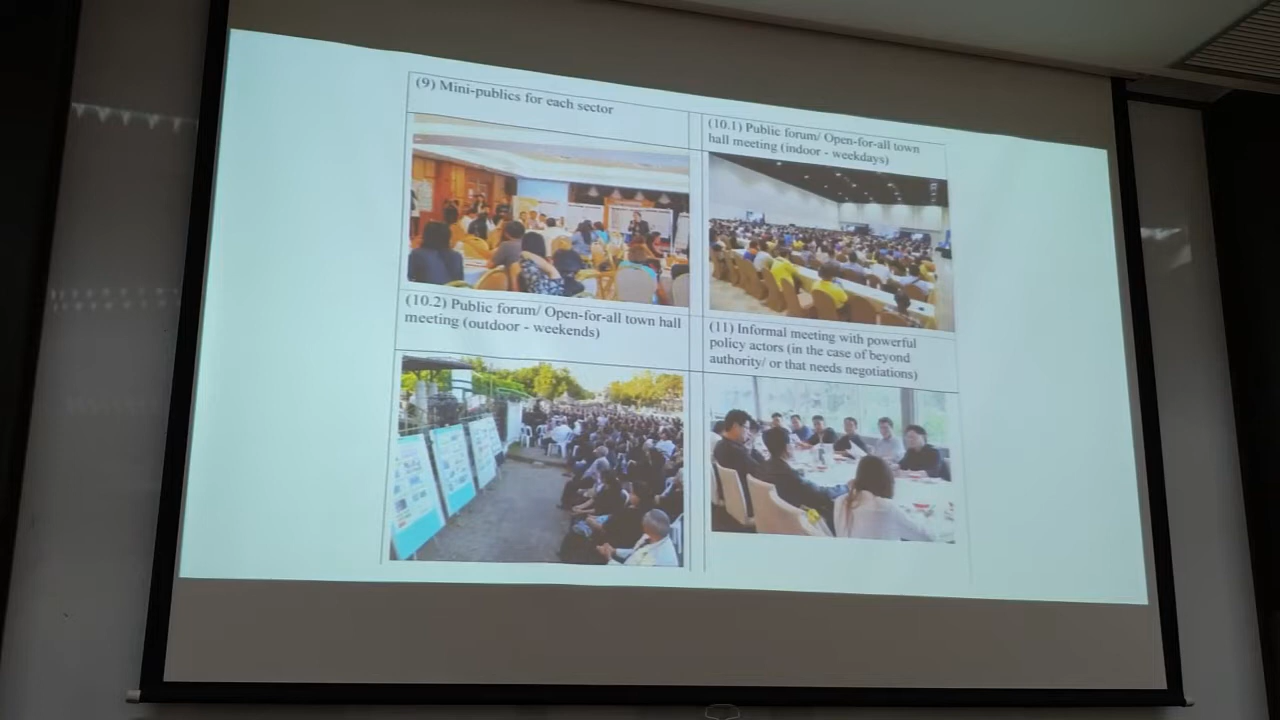 (9) Mini-publics for each sector
(10.1) Public forum/ Open-for-all town
hall meeting (indoor - weekdays)
(10.2) Public forum/ Open-for-all town hall
meeting (outdoor - weekends)
(11) Informal meeting with powerful
policy actors (in the case of beyond
authority/ or that needs negotiations)